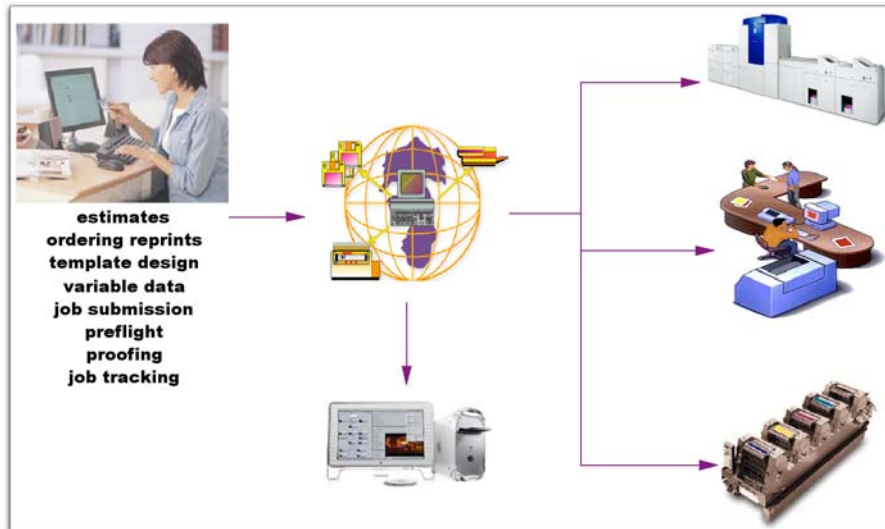 estimates
ordering reprints
template design
variable data
job submission
preflight
proofing
job tracking